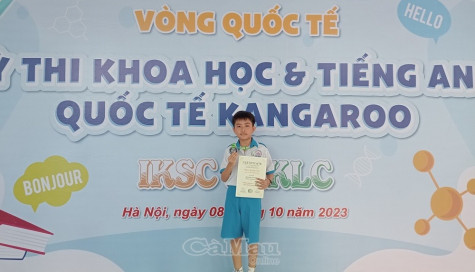 VÒNG QUỐC TẾ
HELLO
Ỳ THI KHOA HỌC & TIẾNG AN
QUỐC TẾ KANGAROO
IKSC KLC
BONJOUR
Hà Nội, ngày 08 10 năm 2023
CàMau